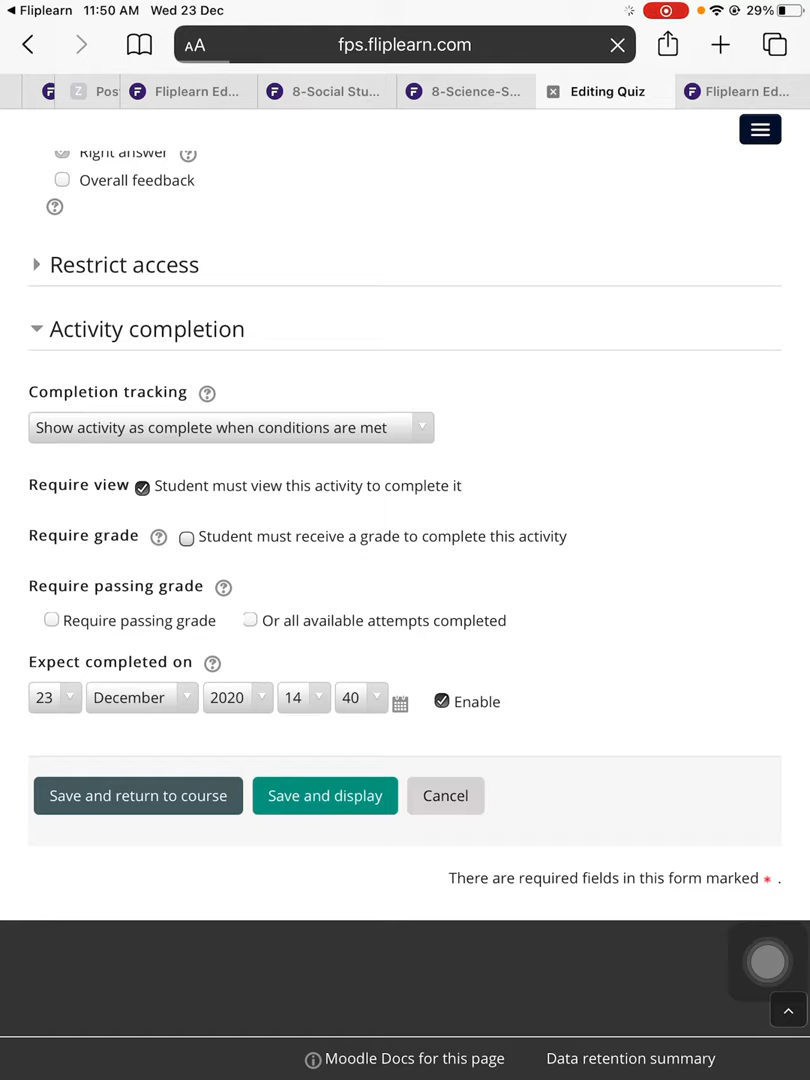 Fliplearn 11:50 AM Wed 23 Dec 29%
AA fps.fliplearn.com
Pos Fliplearn Ed... 8-Social Stu... 8-Science-S... Editing Quiz Fliplearn Ed...
Right answer
Overall feedback
Restrict access
Activity completion
Completion tracking
Show activity as complete when conditions are met
Require view Student must view this activity to complete it
Require grade Student must receive a grade to complete this activity
Require passing grade
Require passing grade Or all available attempts completed
Expect completed on
23 December 2020 14 40 Enable
Save and return to course Save and display Cancel
There are required fields in this form marked * .
Moodle Docs for this page Data retention summary